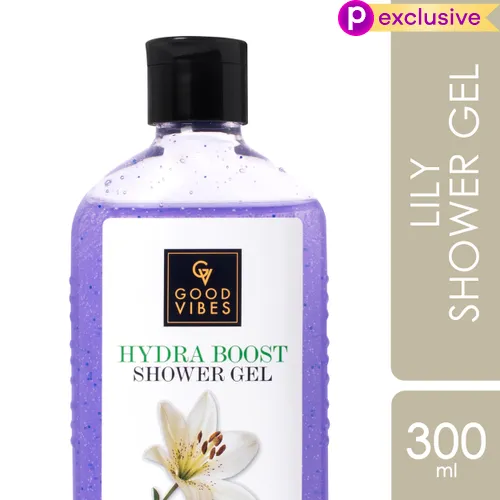 p exclusive
GV
GOOD
VIBES
HYDRA BOOST
SHOWER GEL
LILY
SHOWER GEL
300
ml